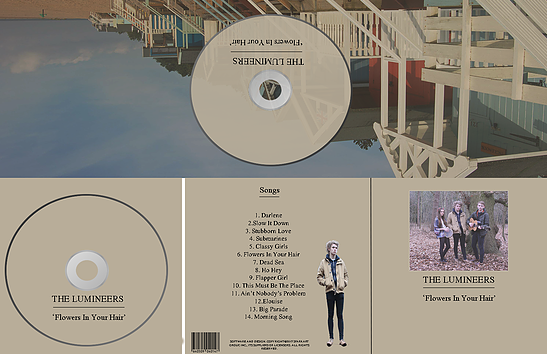 THE LUMINEERS
'Flowers In Your Hair'
THE LUMINEERS
'Flowers In Your Hair'
Songs
1. Darlene
2.Slow It Down
3. Stubborn Love
4. Submarines
5. Classy Girls
6. Flowers In Your Hair
7. Dead Sea
8. Ho Hey
9. Flapper Girl
10. This Must Be The Place
11. Ain't Nobody's Problem
12.Elouise
13. Big Parade
14. Morning Song
THE LUMINEERS
'Flowers In Your Hair'